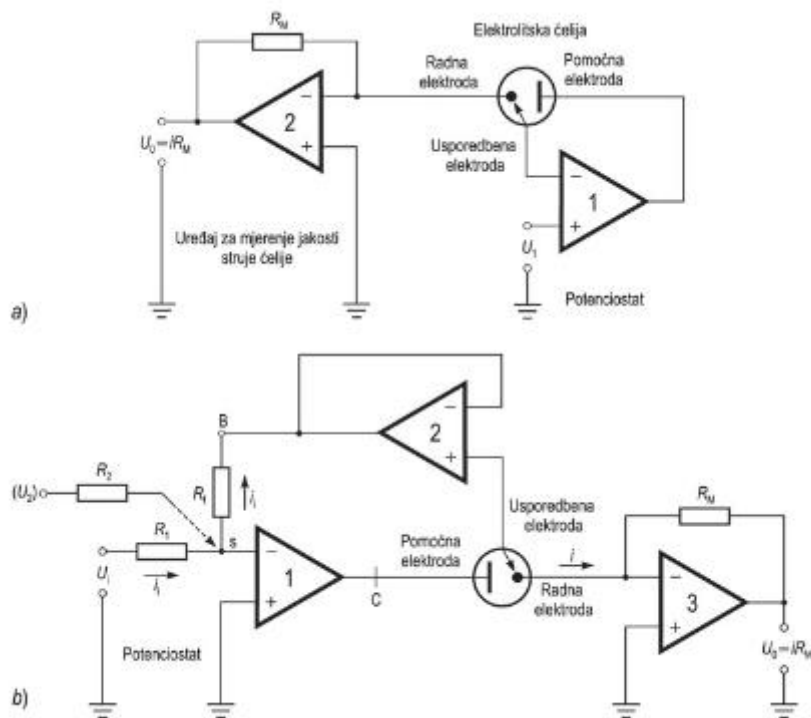 R_M
Elektrolitska ćelija
Radna
elektroda
Pomoćna
elektroda
−
2
+
U_0=iR_M
Usporedbena
elektroda
−
1
+
U_1
Uređaj za mjerenje jakosti
struje ćelije
Potenciostat
a)
B
−
2
+
R_2
(U_2)
R_f
i_i
Usporedbena
elektroda
R_M
R_1
s
−
Pomoćna
elektroda
i
U_i
i_i
1
C
Radna
elektroda
−
3
+
+
Potenciostat
U_0=iR_M
b)